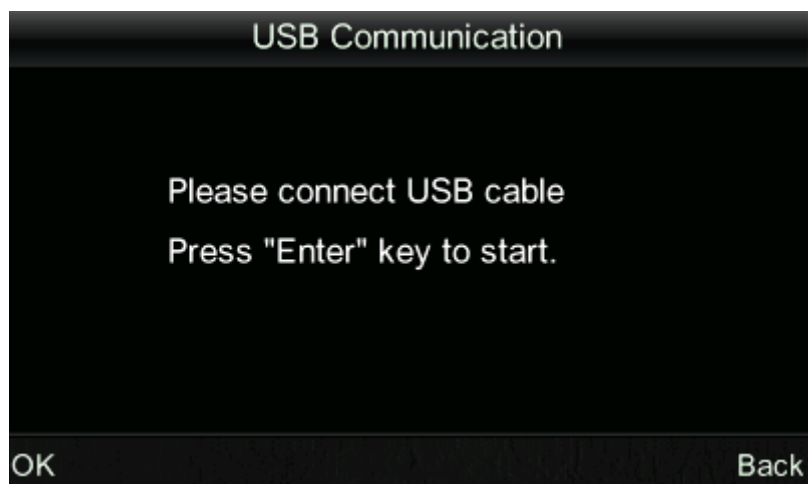 USB Communication
Please connect USB cable
Press "Enter" key to start.
OK
Back